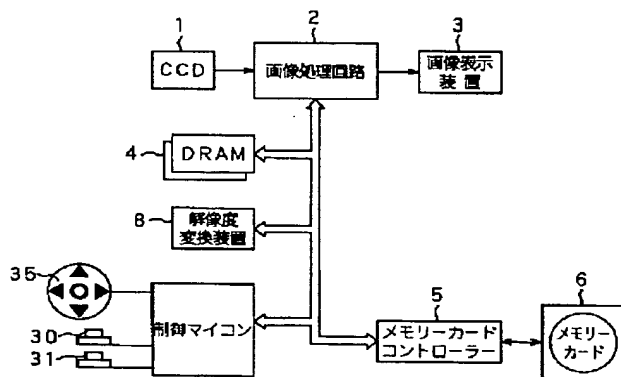 1
2
3
CCD
画像処理回路
画像表示
装置
4
DRAM
8
解像度
変換装置
35
制御マイコン
30
31
5
メモリーカード
コントローラー
6
メモリー
カード